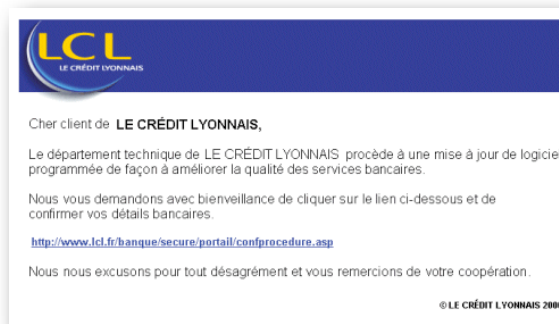 LCL
LE CRÉDIT LYONNAIS
Cher client de LE CRÉDIT LYONNAIS,
Le département technique de LE CRÉDIT LYONNAIS procède à une mise à jour de logicie
programmée de façon à améliorer la qualité des services bancaires.
Nous vous demandons avec bienveillance de cliquer sur le lien ci-dessous et de
confirmer vos détails bancaires.
http://www.lcl.fr/banque/secure/portail/confprocedure.asp
Nous nous excusons pour tout désagrément et vous remercions de votre coopération.
© LE CRÉDIT LYONNAIS